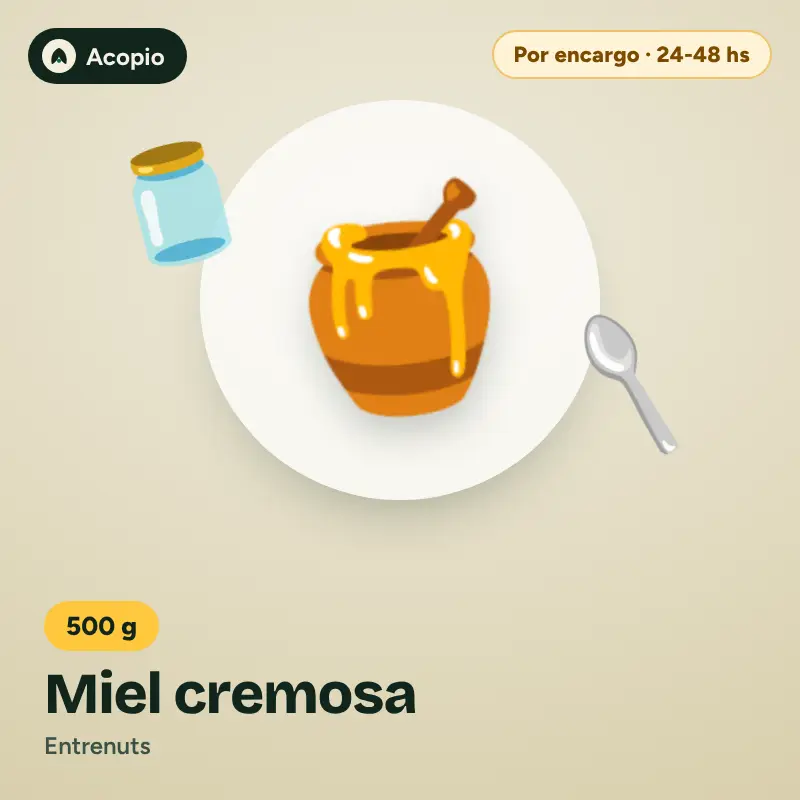 Acopio
Por encargo · 24-48 hs
500 g
Miel cremosa
Entrenuts